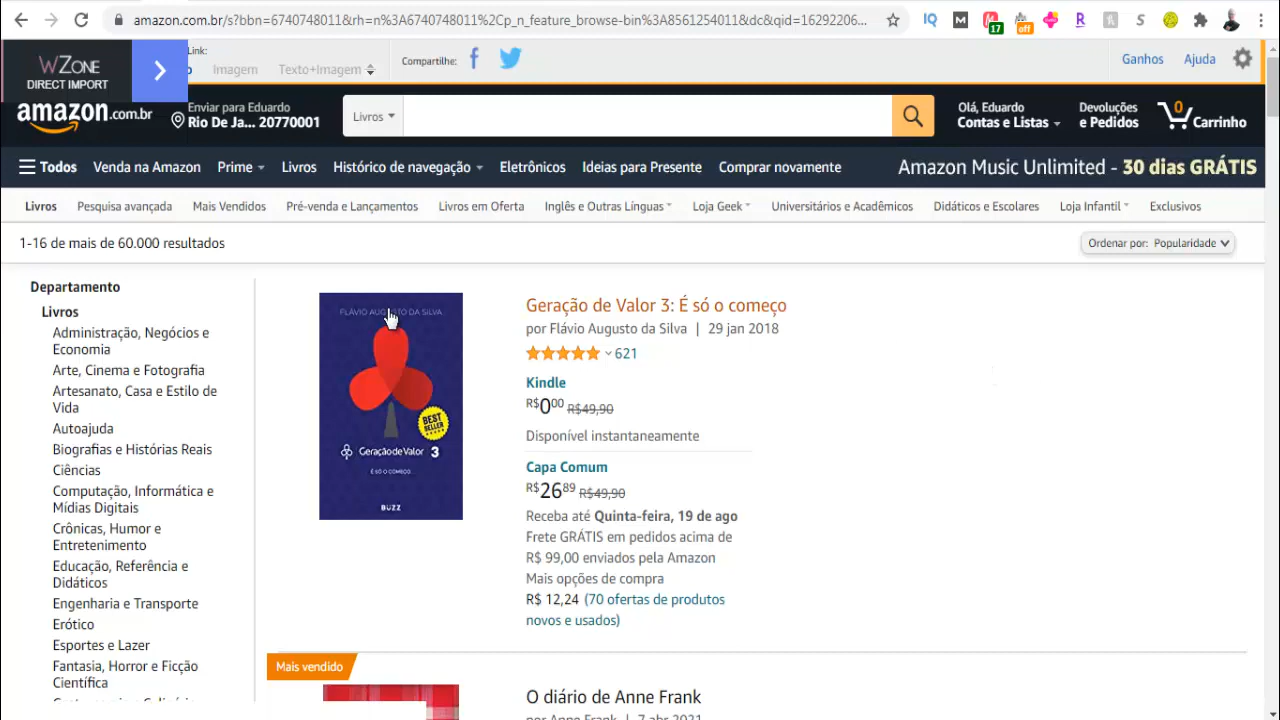 amazon.com.br/s?bbn=6740748011&rh=n%3A6740748011%2Cp_n_feature_browse-bin%3A8561254011&dc&qid=16292206...
IQ
M
17
off
R
h
S
WZONE
DIRECT IMPORT
Link:
Imagem
Texto+Imagem
Compartilhe:
Ganhos
Ajuda
amazon.com.br
Enviar para Eduardo
Rio De Ja... 20770001
Livros
Olá, Eduardo
Contas e Listas
Devoluções
e Pedidos
0
Carrinho
Todos
Venda na Amazon
Prime
Livros
Histórico de navegação
Eletrônicos
Ideias para Presente
Comprar novamente
Amazon Music Unlimited - 30 dias GRÁTIS
Livros
Pesquisa avançada
Mais Vendidos
Pré-venda e Lançamentos
Livros em Oferta
Inglês e Outras Línguas
Loja Geek
Universitários e Acadêmicos
Didáticos e Escolares
Loja Infantil
Exclusivos
1-16 de mais de 60.000 resultados
Ordenar por: Popularidade
Departamento
Livros
Administração, Negócios e
Economia
Arte, Cinema e Fotografia
Artesanato, Casa e Estilo de
Vida
Autoajuda
Biografias e Histórias Reais
Ciências
Computação, Informática e
Mídias Digitais
Crônicas, Humor e
Entretenimento
Educação, Referência e
Didáticos
Engenharia e Transporte
Erótico
Esportes e Lazer
Fantasia, Horror e Ficção
Científica
FLÁVIO AUGUSTO DA SILVA
BEST
SELLER
Geração de Valor 3
É SÓ O COMEÇO.
BUZZ
Geração de Valor 3: É só o começo
por Flávio Augusto da Silva | 29 jan 2018
621
Kindle
R$000 R$49,90
Disponível instantaneamente
Capa Comum
R$2689 R$49,90
Receba até Quinta-feira, 19 de ago
Frete GRÁTIS em pedidos acima de
R$ 99,00 enviados pela Amazon
Mais opções de compra
R$ 12,24 (70 ofertas de produtos
novos e usados)
Mais vendido
O diário de Anne Frank
por Anne Frank | 7 abr 2021